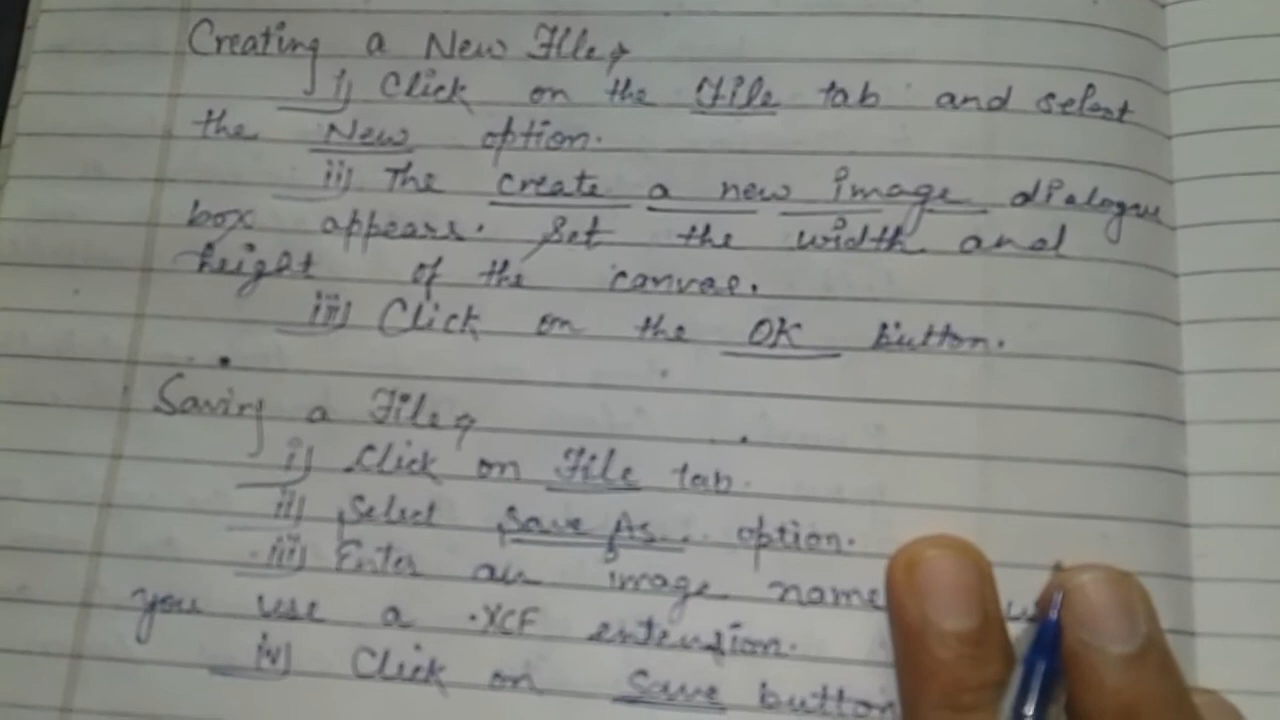 Creating a New File→
i) Click on the File tab and select
the New option.
ii) The create a new image dialogue
box appears. Set the width and
height of the canvas.
iii) Click on the OK button.
Saving a File→
i) Click on File tab.
ii) Select Save As.. option.
iii) Enter an image name
you use a .XCF extension.
iv) Click on Save button